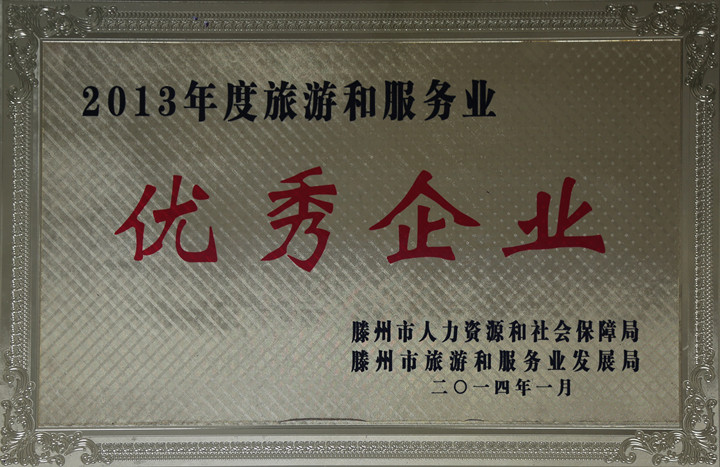 2013年度旅游和服务业
优秀企业
滕州市人力资源和社会保障局
滕州市旅游和服务业发展局
二〇一四年一月